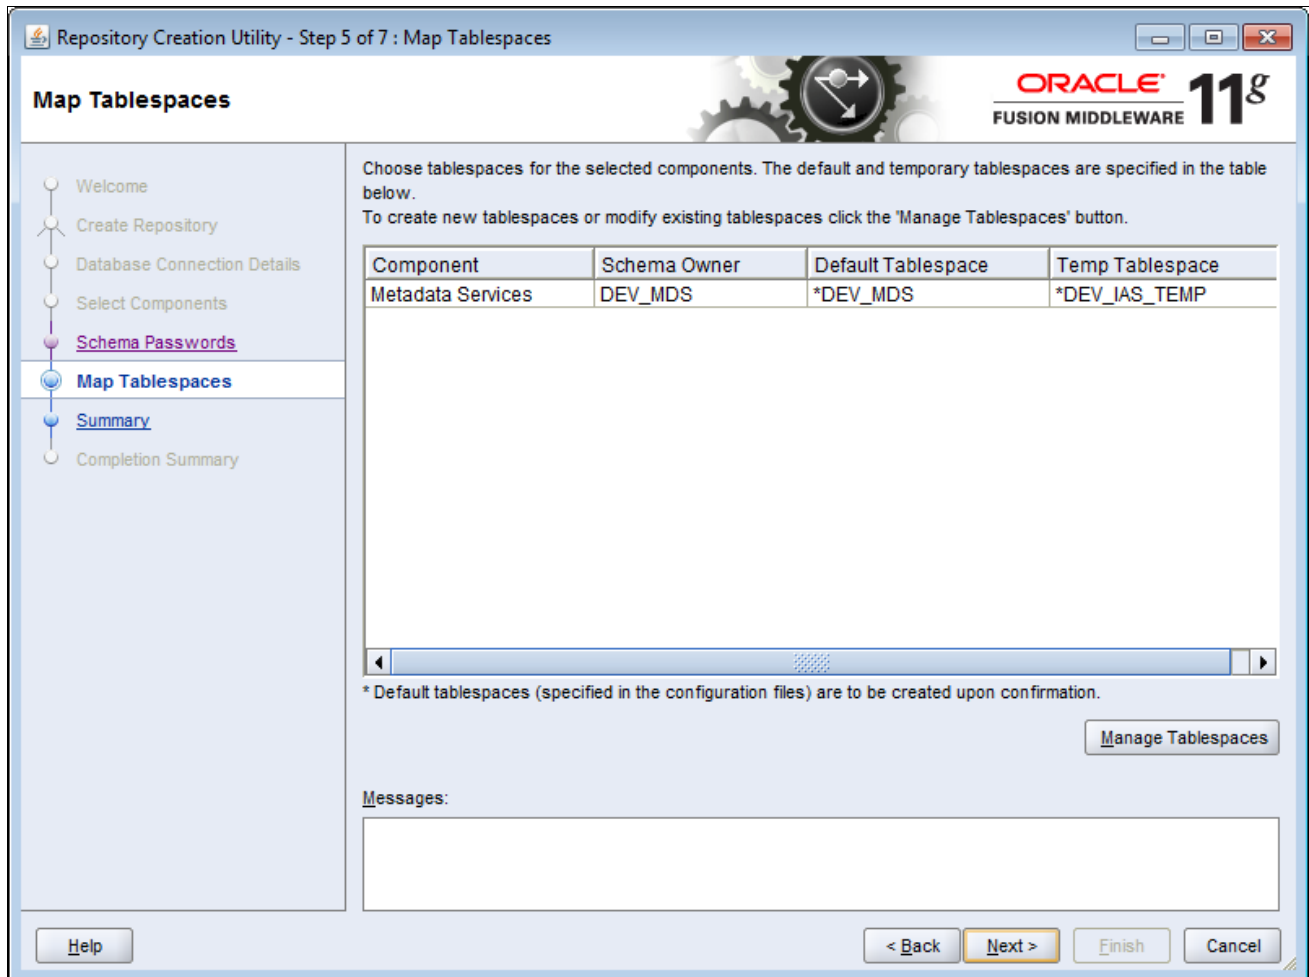 Repository Creation Utility - Step 5 of 7 : Map Tablespaces
Map Tablespaces
ORACLE
FUSION MIDDLEWARE
11g
Welcome
Create Repository
Database Connection Details
Select Components
Schema Passwords
Map Tablespaces
Summary
Completion Summary
Choose tablespaces for the selected components. The default and temporary tablespaces are specified in the table
below.
To create new tablespaces or modify existing tablespaces click the 'Manage Tablespaces' button.
Component Schema Owner Default Tablespace Temp Tablespace
Metadata Services DEV_MDS *DEV_MDS *DEV_IAS_TEMP
* Default tablespaces (specified in the configuration files) are to be created upon confirmation.
Manage Tablespaces
Messages:
Help < Back Next > Finish Cancel